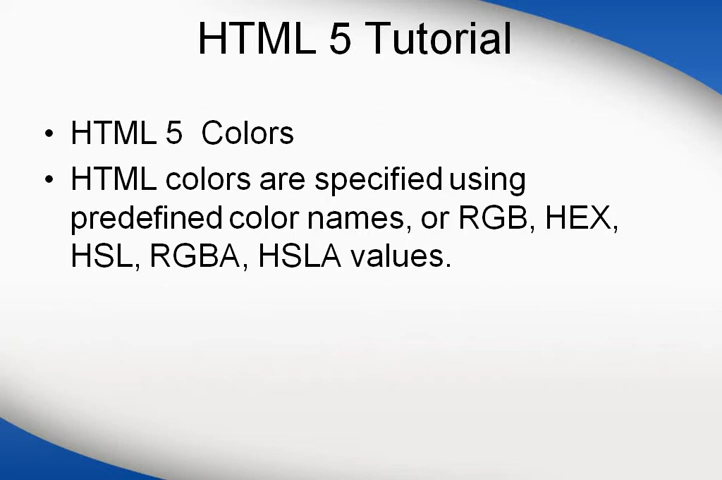 HTML 5 Tutorial
• HTML 5  Colors
• HTML colors are specified using
predefined color names, or RGB, HEX,
HSL, RGBA, HSLA values.